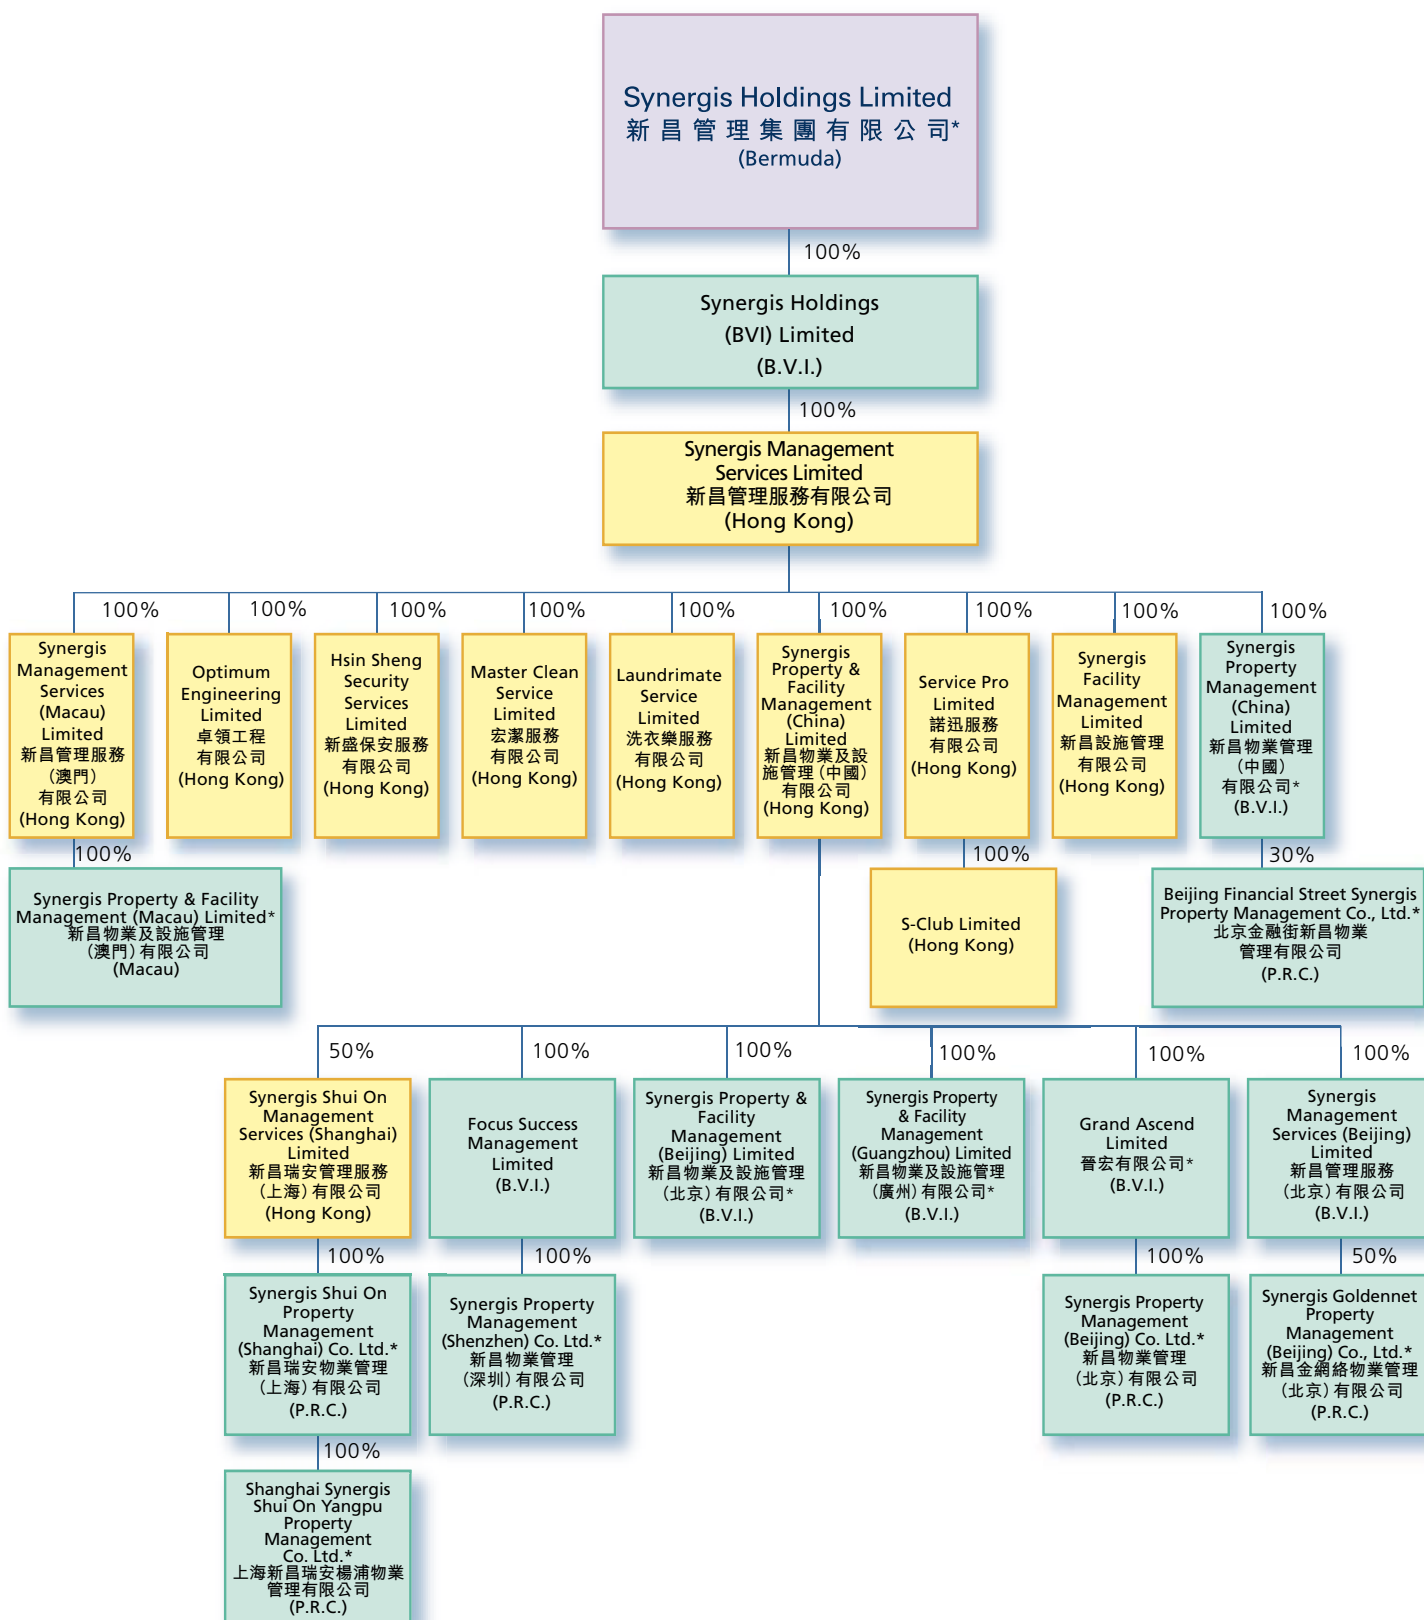 Synergis Holdings Limited
新昌管理集團有限公司*
(Bermuda)
100%
Synergis Holdings
(BVI) Limited
(B.V.I.)
100%
Synergis Management
Services Limited
新昌管理服務有限公司
(Hong Kong)
100%
Synergis
Management
Services
(Macau)
Limited
新昌管理服務
(澳門)
有限公司
(Hong Kong)
100%
Optimum
Engineering
Limited
卓領工程
有限公司
(Hong Kong)
100%
Hsin Sheng
Security
Services
Limited
新盛保安服務
有限公司
(Hong Kong)
100%
Master Clean
Service
Limited
宏潔服務
有限公司
(Hong Kong)
100%
Laundrimate
Service
Limited
洗衣樂服務
有限公司
(Hong Kong)
100%
Synergis
Property &
Facility
Management
(China)
Limited
新昌物業及設
施管理(中國)
有限公司
(Hong Kong)
100%
Service Pro
Limited
諾迅服務
有限公司
(Hong Kong)
100%
Synergis
Facility
Management
Limited
新昌設施管理
有限公司
(Hong Kong)
100%
Synergis
Property
Management
(China)
Limited
新昌物業管理
(中國)
有限公司*
(B.V.I.)
100%
Synergis Property & Facility
Management (Macau) Limited*
新昌物業及設施管理
(澳門)有限公司
(Macau)
100%
S-Club Limited
(Hong Kong)
30%
Beijing Financial Street Synergis
Property Management Co., Ltd.*
北京金融街新昌物業
管理有限公司
(P.R.C.)
50%
Synergis Shui On
Management
Services (Shanghai)
Limited
新昌瑞安管理服務
(上海)有限公司
(Hong Kong)
100%
Focus Success
Management
Limited
(B.V.I.)
100%
Synergis Property &
Facility
Management
(Beijing) Limited
新昌物業及設施管理
(北京)有限公司*
(B.V.I.)
100%
Synergis Property
& Facility
Management
(Guangzhou) Limited
新昌物業及設施管理
(廣州)有限公司*
(B.V.I.)
100%
Grand Ascend
Limited
晉宏有限公司*
(B.V.I.)
100%
Synergis
Management
Services (Beijing)
Limited
新昌管理服務
(北京)有限公司
(B.V.I.)
100%
Synergis Shui On
Property
Management
(Shanghai) Co. Ltd.*
新昌瑞安物業管理
(上海)有限公司
(P.R.C.)
100%
Synergis Property
Management
(Shenzhen) Co. Ltd.*
新昌物業管理
(深圳)有限公司
(P.R.C.)
100%
Synergis Property
Management
(Beijing) Co. Ltd.*
新昌物業管理
(北京)有限公司
(P.R.C.)
50%
Synergis Goldennet
Property
Management
(Beijing) Co., Ltd.*
新昌金網絡物業管理
(北京)有限公司
(P.R.C.)
100%
Shanghai Synergis
Shui On Yangpu
Property
Management
Co. Ltd.*
上海新昌瑞安楊浦物業
管理有限公司
(P.R.C.)